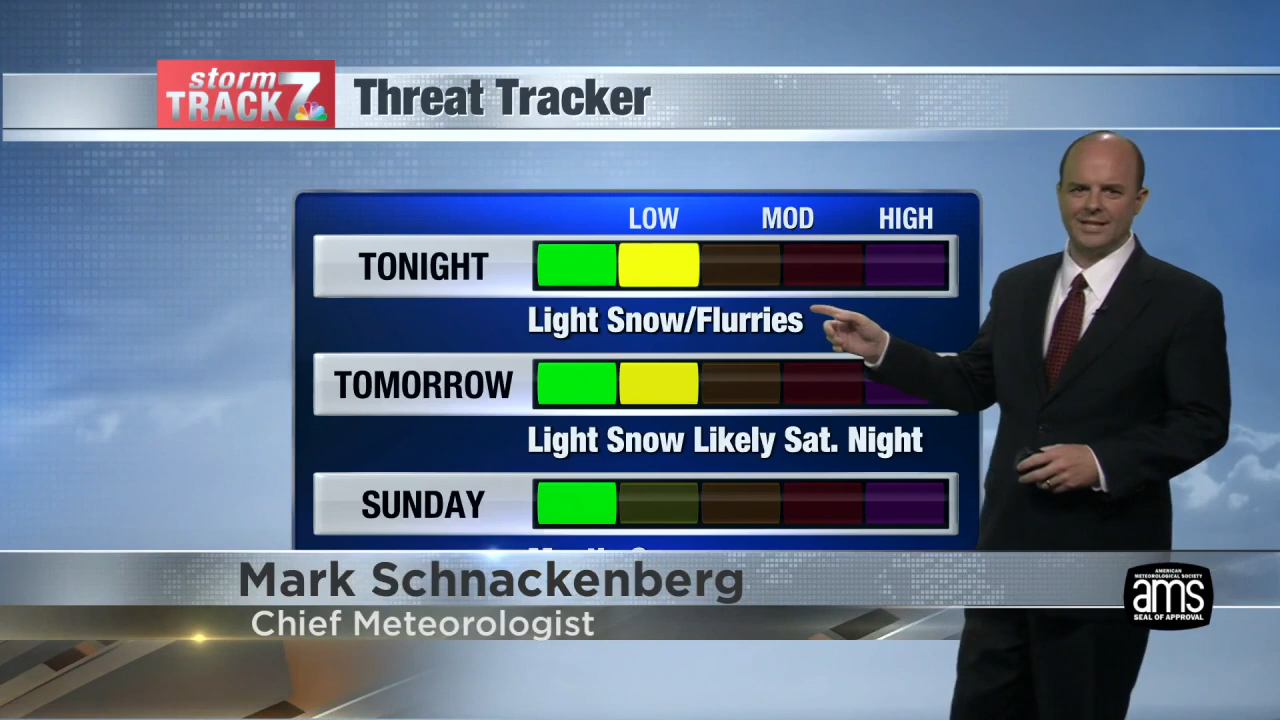 storm
TRACK 7
Threat Tracker
LOW MOD HIGH
TONIGHT
Light Snow/Flurries
TOMORROW
Light Snow Likely Sat. Night
SUNDAY
Mark Schnackenberg
Chief Meteorologist
AMERICAN
METEOROLOGICAL SOCIETY
ams
SEAL OF APPROVAL